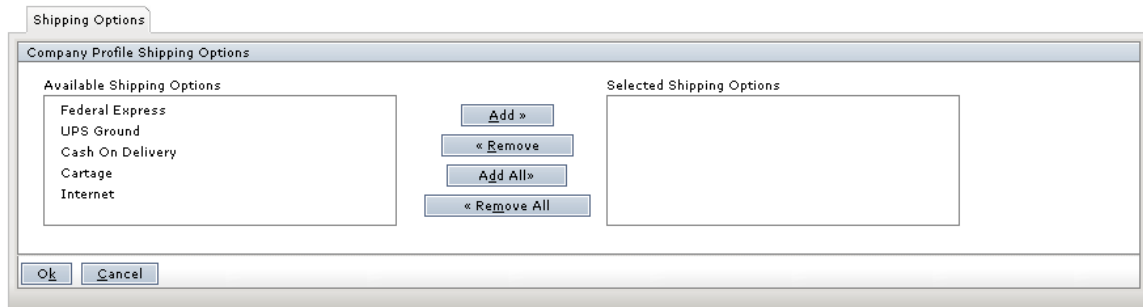 Shipping Options
Company Profile Shipping Options
Available Shipping Options
Federal Express
UPS Ground
Cash On Delivery
Cartage
Internet
Add »
« Remove
Add All»
« Remove All
Selected Shipping Options
Ok
Cancel